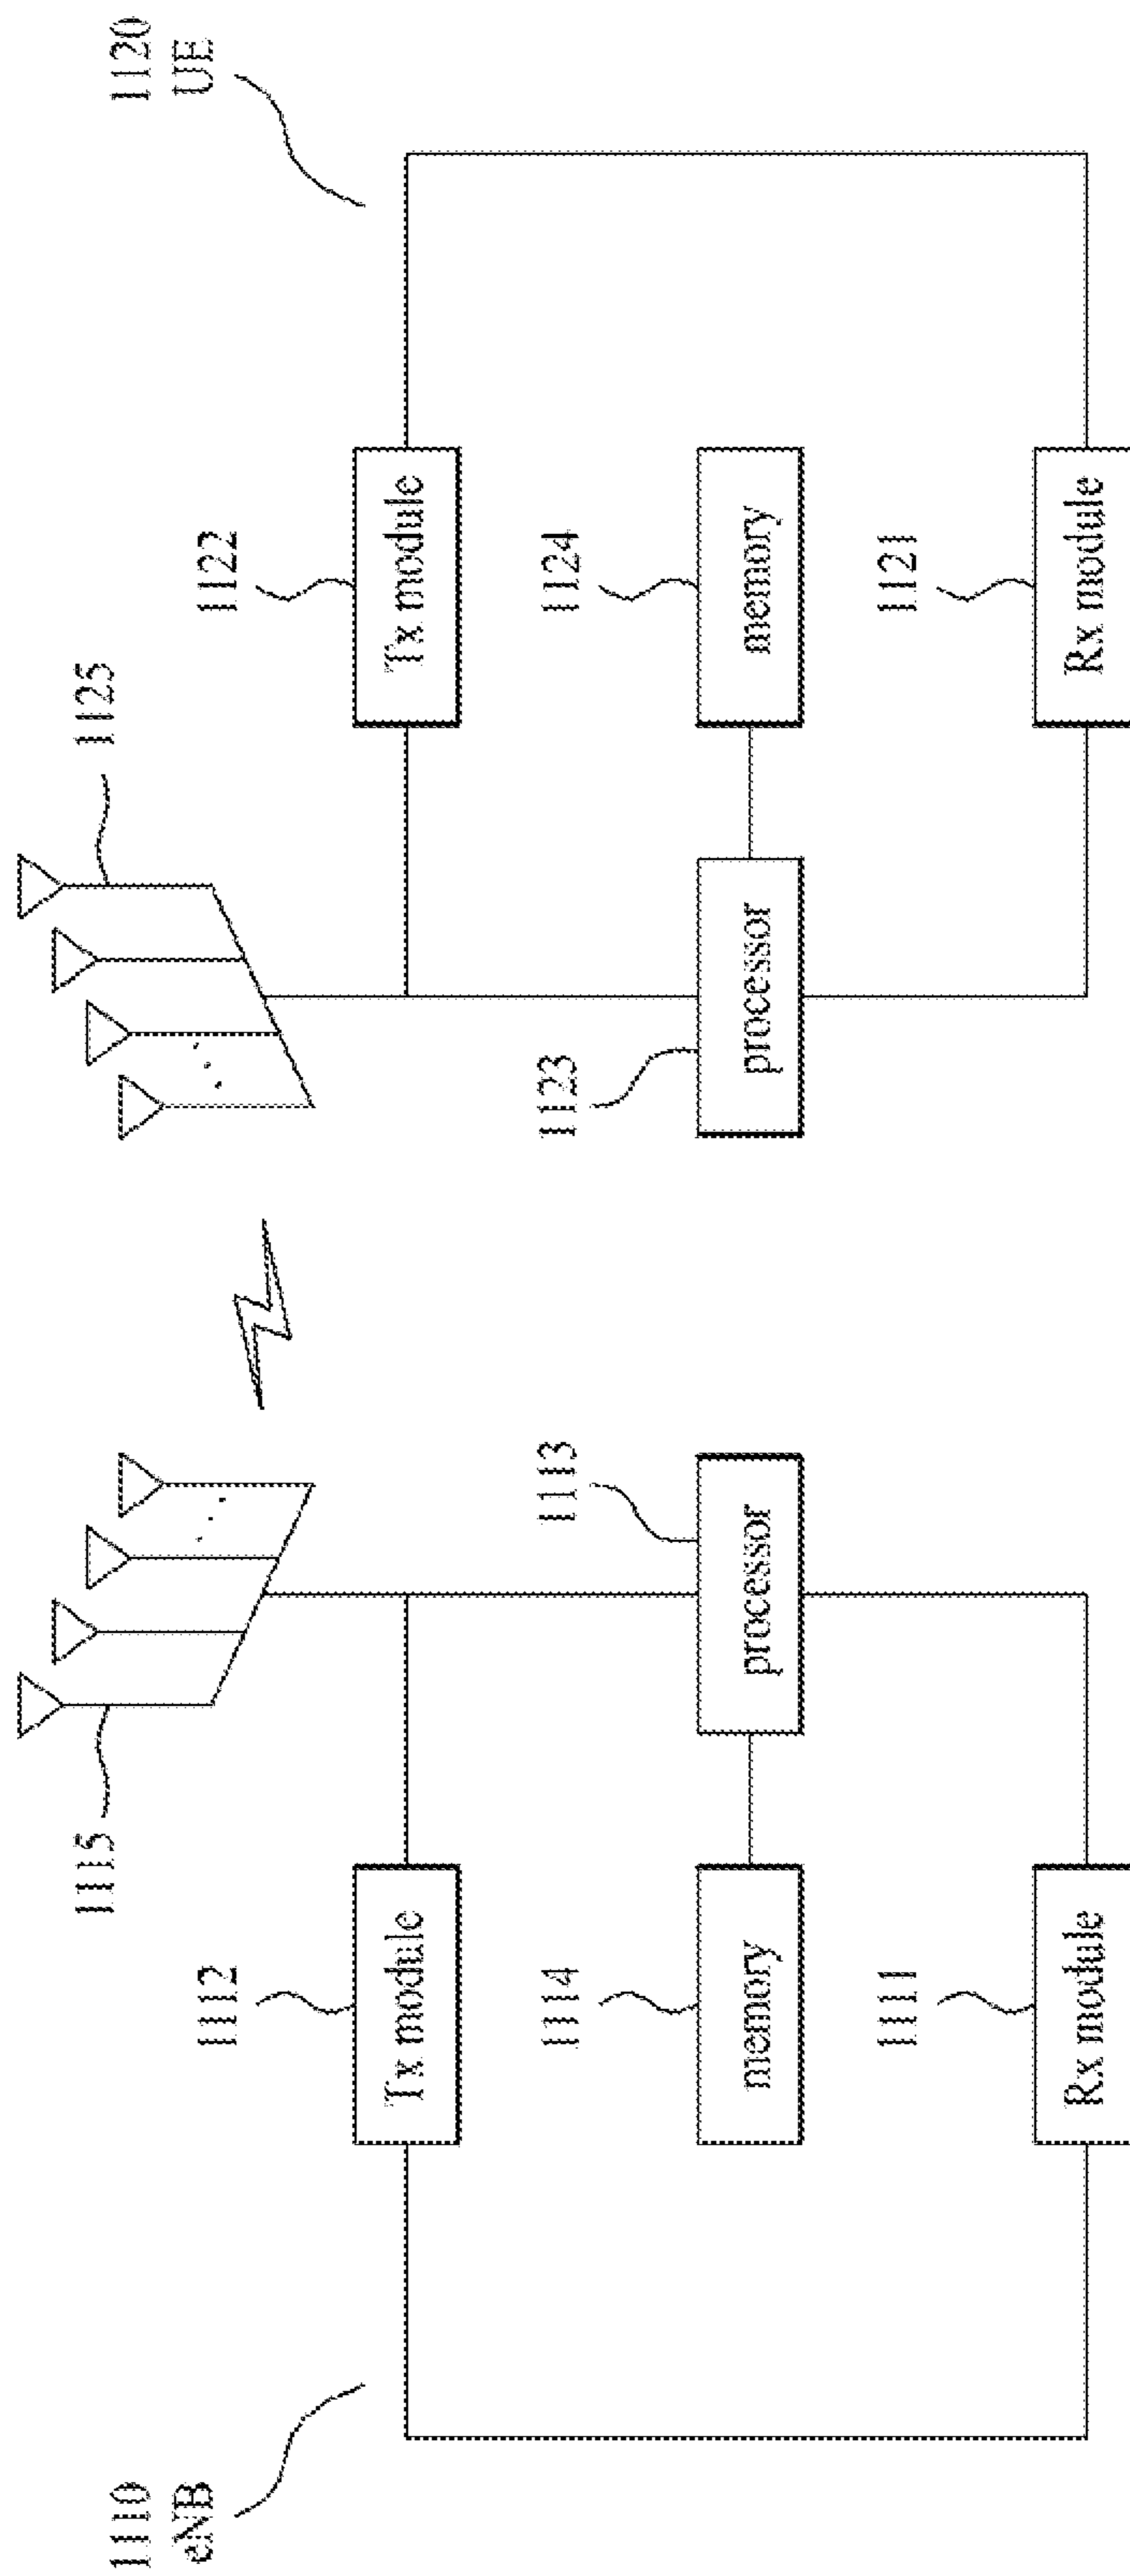 1110
eNB
1115
1112
Tx module
1114
memory
1113
processor
1111
Rx module
1120
UE
1125
1122
Tx module
1123
processor
1124
memory
1121
Rx module